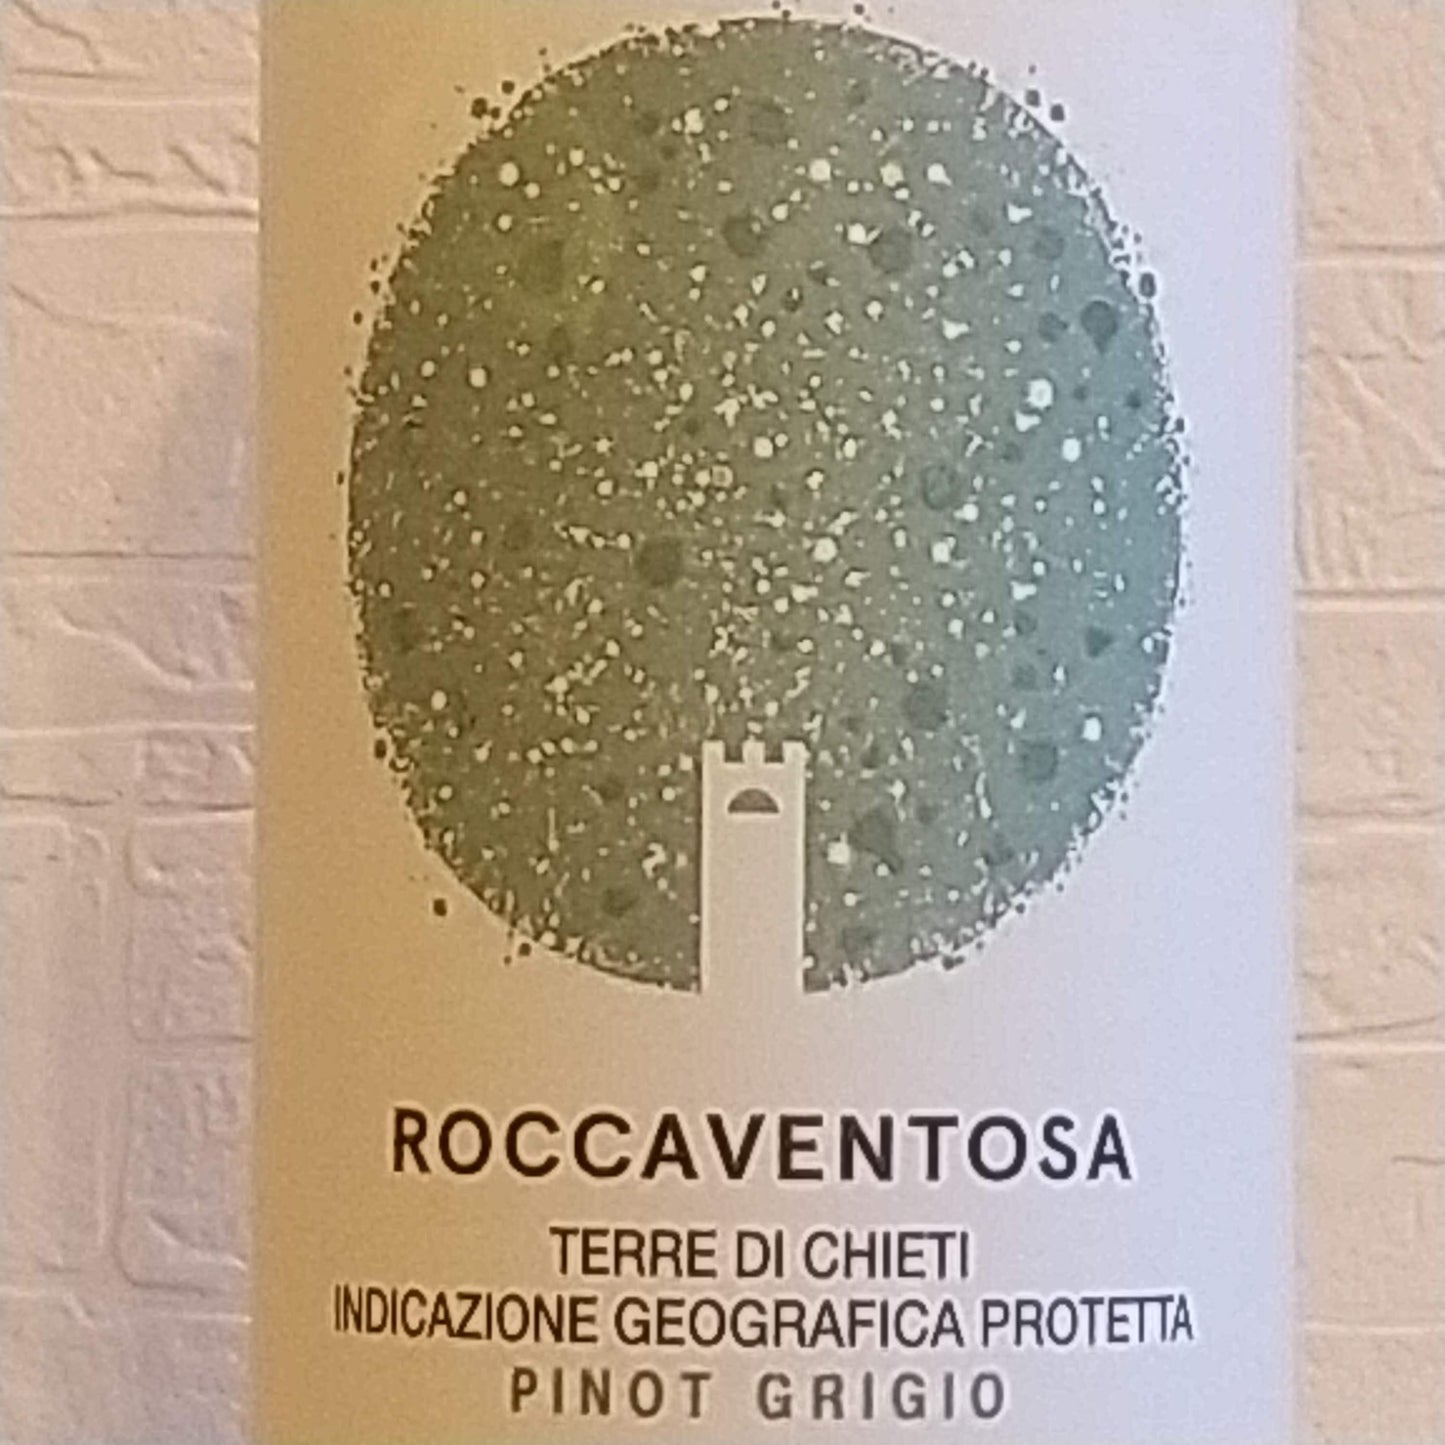 ROCCAVENTOSA
TERRE DI CHIETI
INDICAZIONE GEOGRAFICA PROTETTA
PINOT GRIGIO